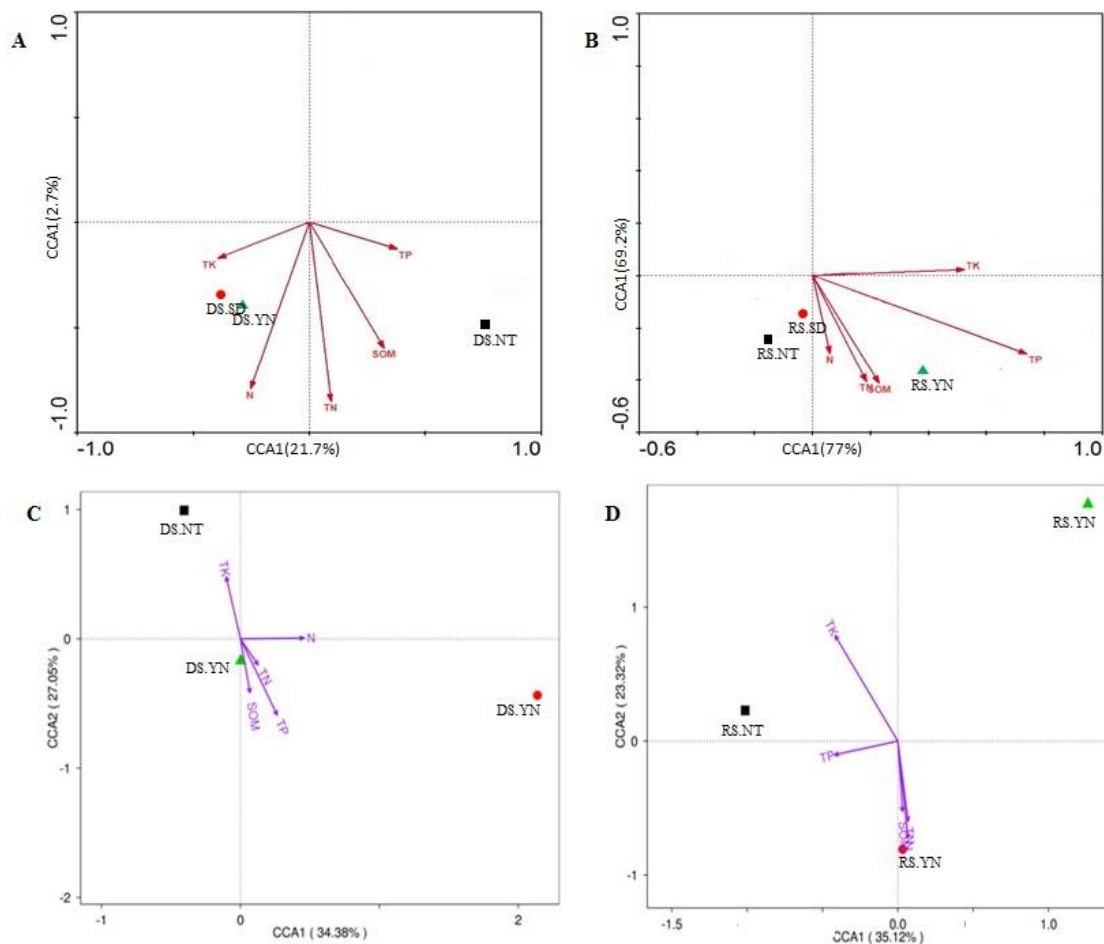 A
1.0
CCA1(2.7%)
TK
TP
DS.SD
DS.YN
DS.NT
SOM
N
TN
-1.0
-1.0
CCA1(21.7%)
1.0
B
1.0
CCA1(69.2%)
TK
RS.SD
RS.NT
N
TP
TN
SOM
RS.YN
-0.6
-0.6
CCA1(77%)
1.0
C
1
DS.NT
TK
CCA2 ( 27.05% )
0
N
DS.YN
TN
DS.YN
SOM
TP
-1
-2
-1
0
2
CCA1 ( 34.38% )
D
RS.YN
1
TK
CCA2 ( 23.32% )
RS.NT
0
TP
SOM
TN
N
RS.YN
-1
-1.5
0.0
1.0
CCA1 ( 35.12% )